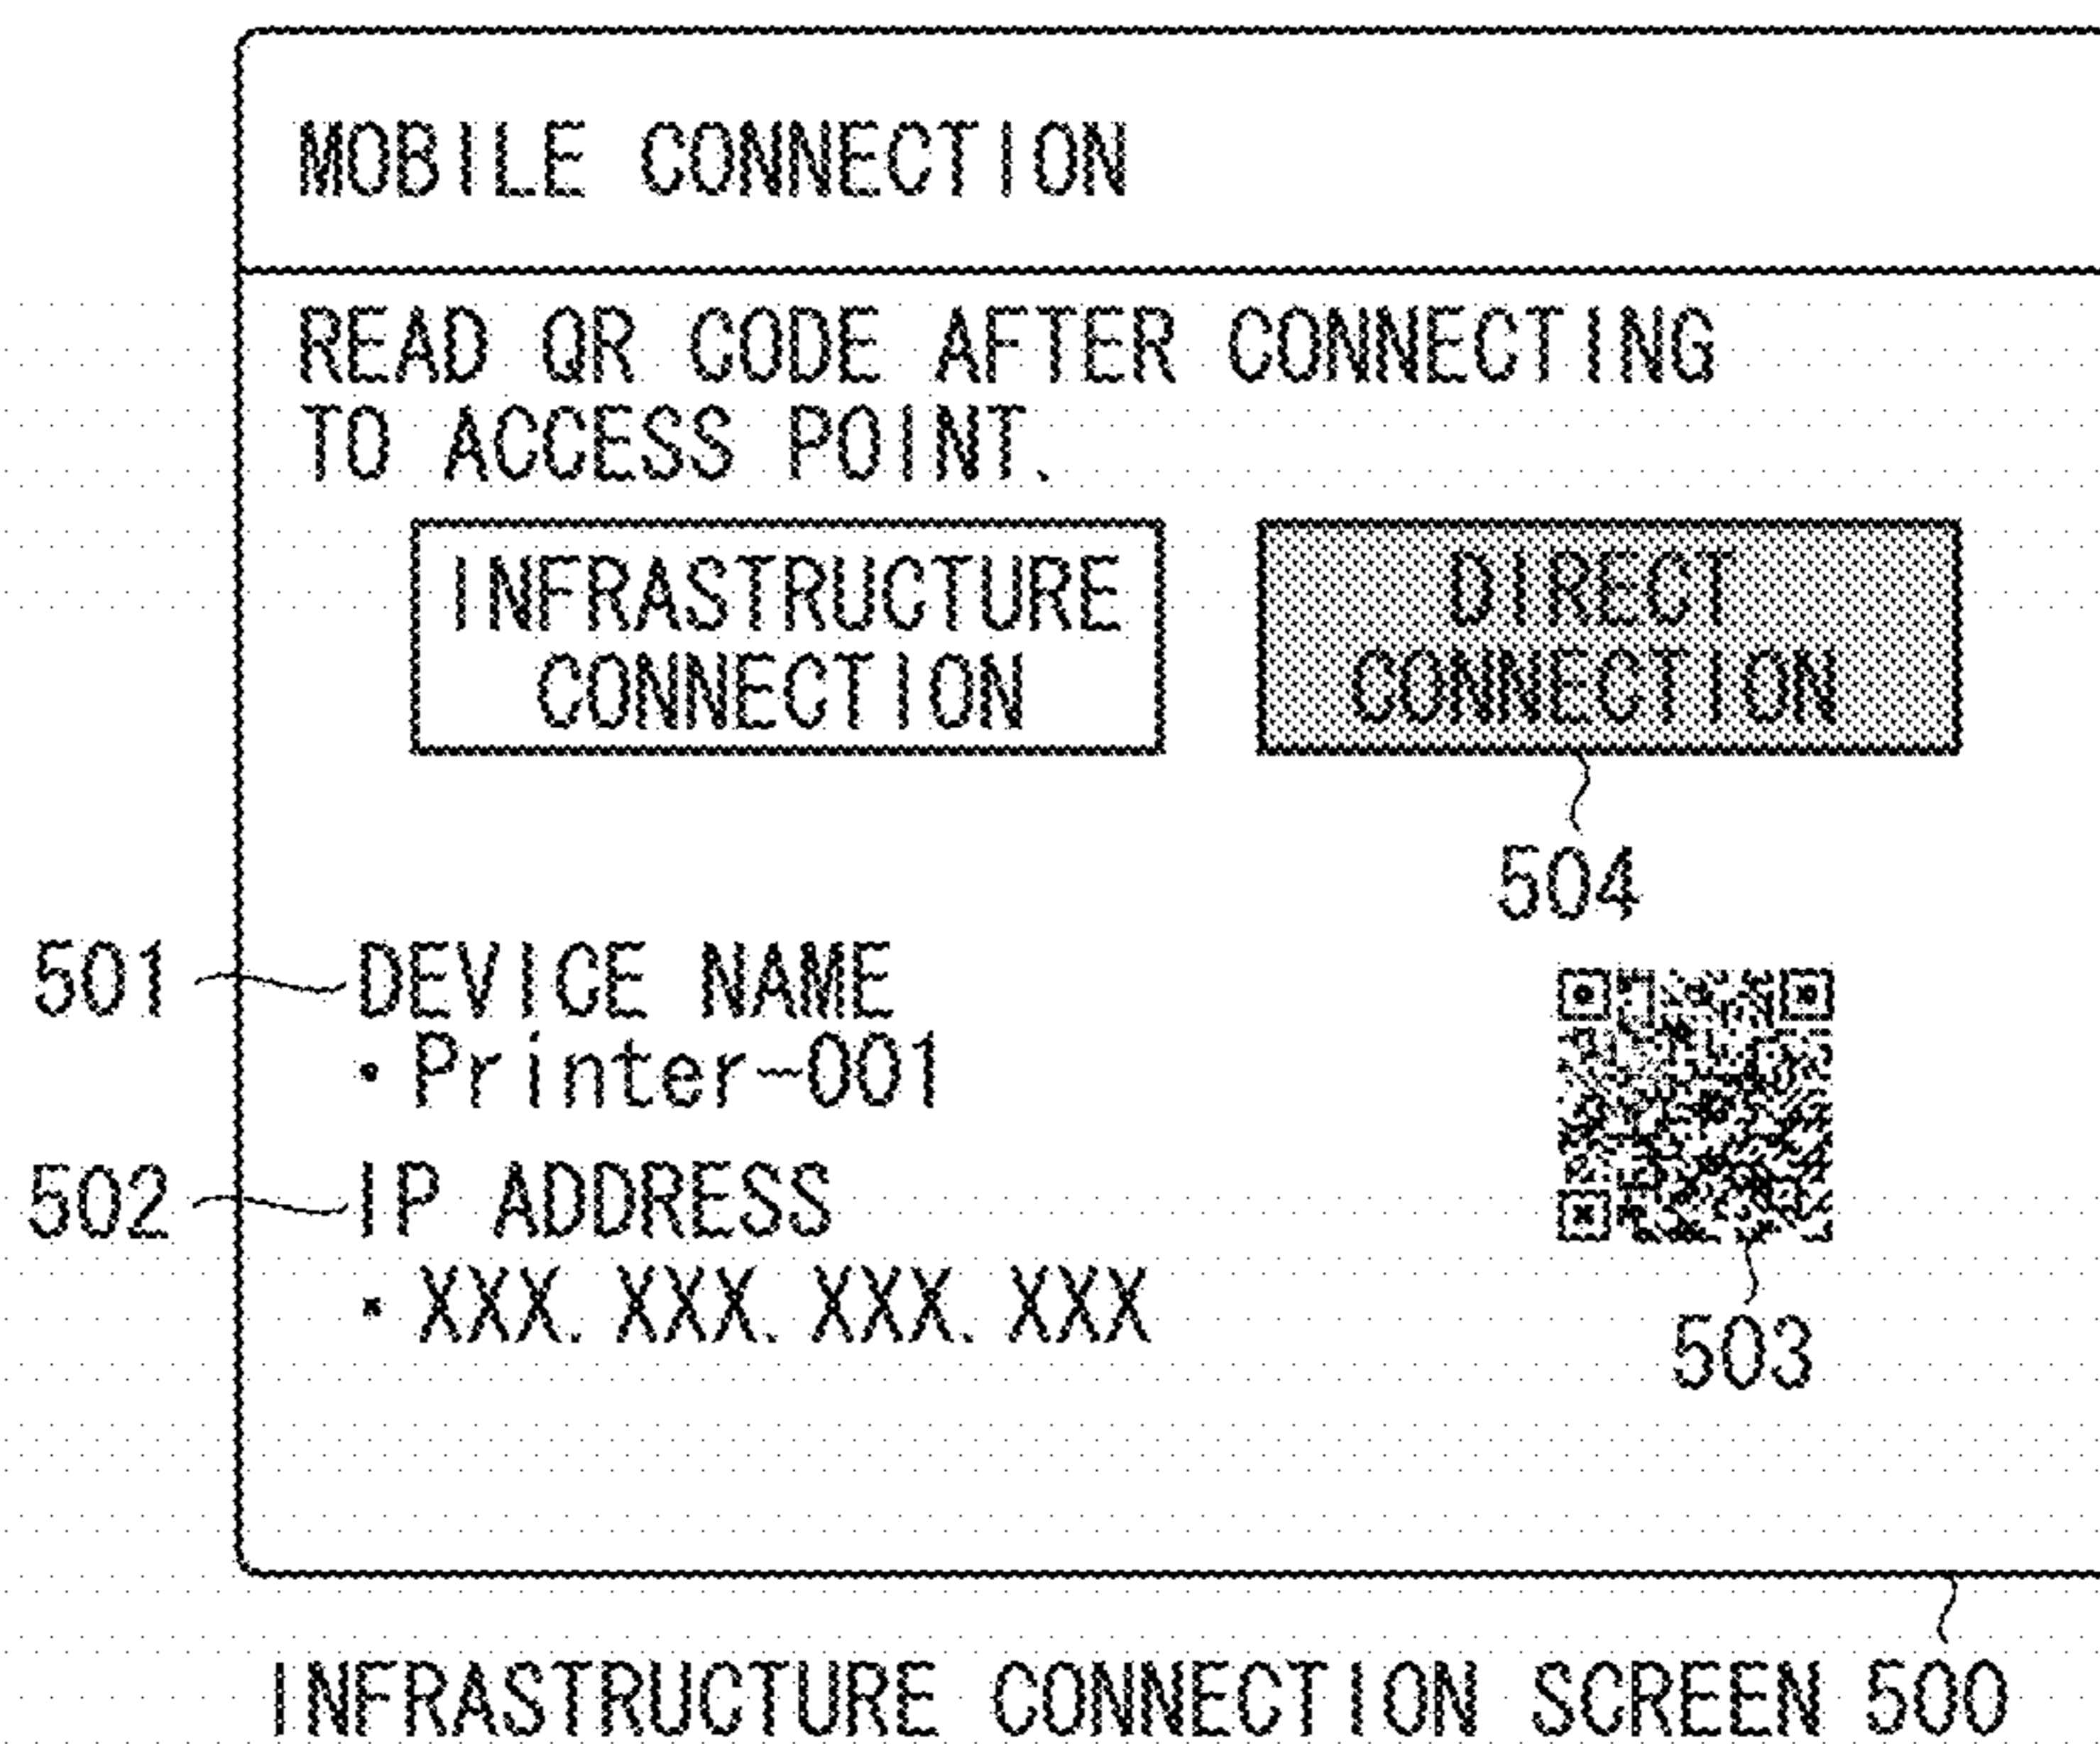 MOBILE CONNECTION
READ QR CODE AFTER CONNECTING
TO ACCESS POINT.
INFRASTRUCTURE
CONNECTION
DIRECT
CONNECTION
504
501
DEVICE NAME
・Printer-001
502
IP ADDRESS
・XXX. XXX. XXX. XXX
503
INFRASTRUCTURE CONNECTION SCREEN 500